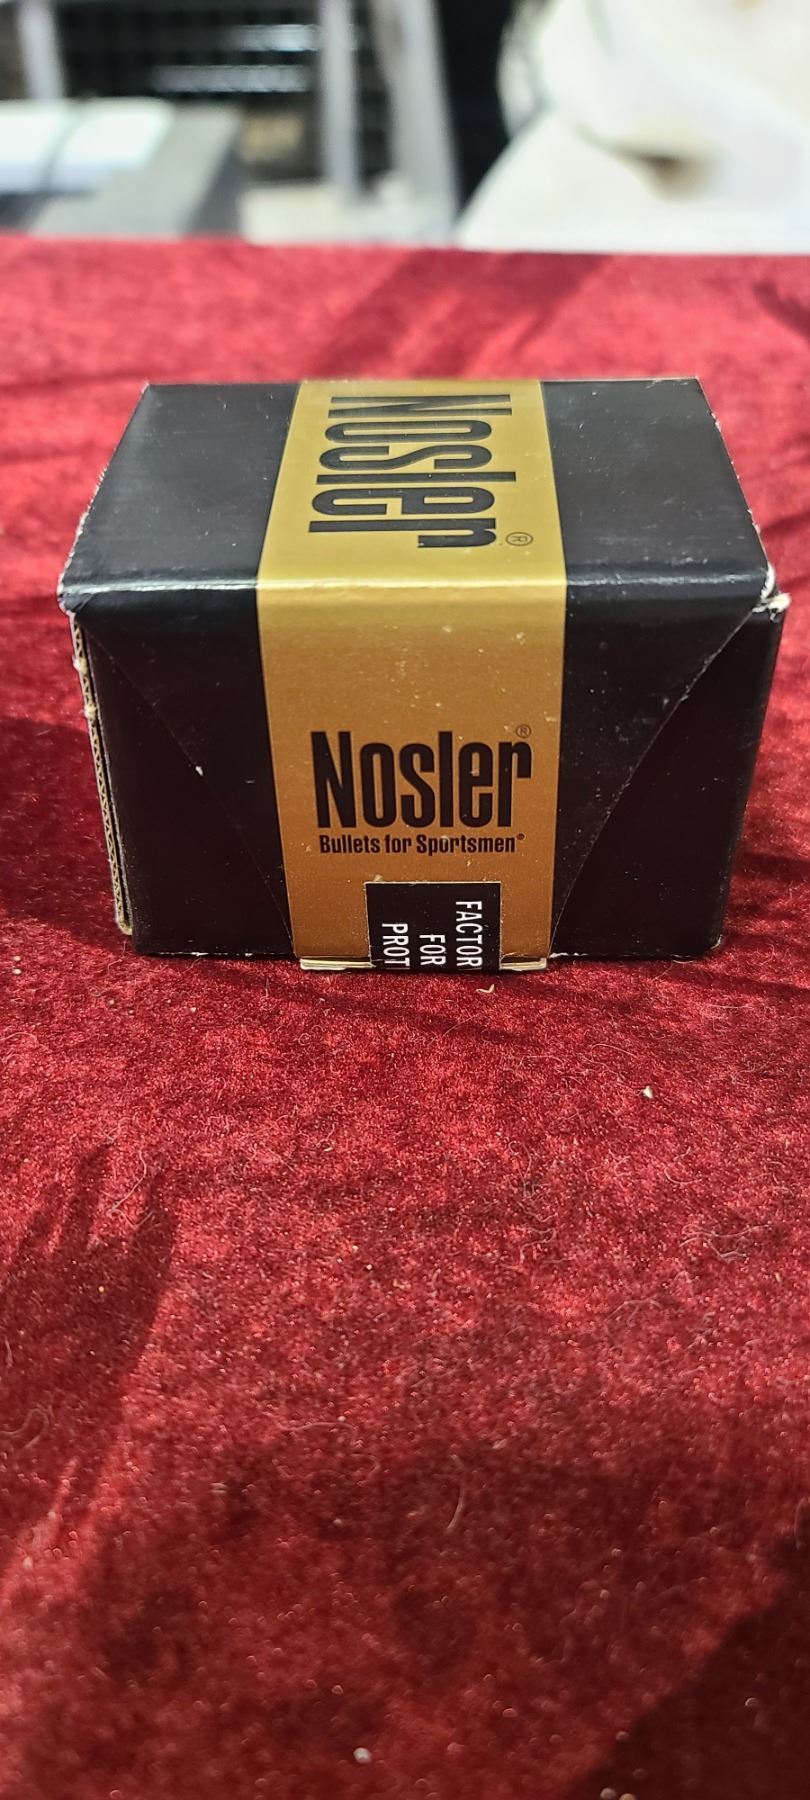 Nosler®
Nosler®
Bullets for Sportsmen®
FACTOR
FOR
PROT